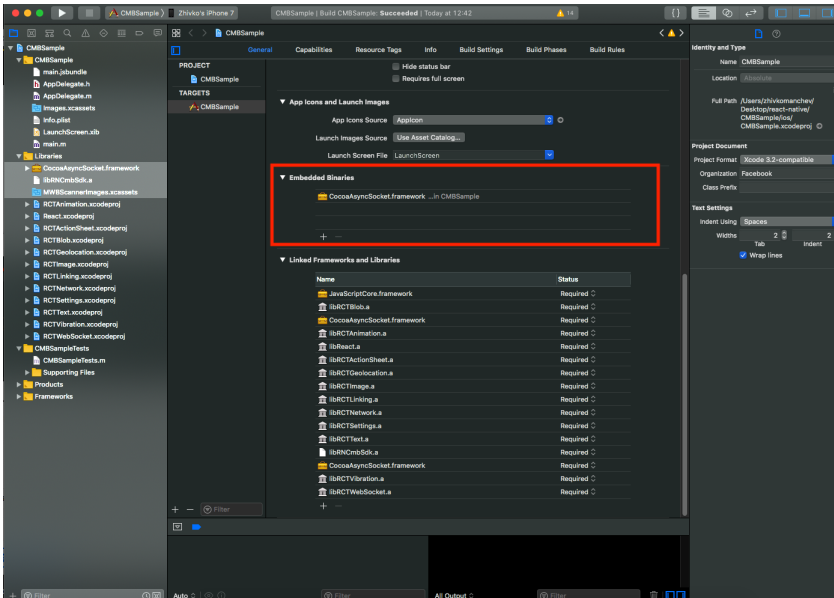 CMBSample
Zhivko's iPhone 7
CMBSample | Build CMBSample: Succeeded | Today at 12:42
14
{}
CMBSample
CMBSample
main.jsbundle
AppDelegate.h
AppDelegate.m
Images.xcassets
Info.plist
LaunchScreen.xib
main.m
Libraries
CocoaAsyncSocket.framework
libRNCmbSdk.a
MWBScannerImages.xcassets
RCTAnimation.xcodeproj
React.xcodeproj
RCTActionSheet.xcodeproj
RCTBlob.xcodeproj
RCTGeolocation.xcodeproj
RCTImage.xcodeproj
RCTLinking.xcodeproj
RCTNetwork.xcodeproj
RCTSettings.xcodeproj
RCTText.xcodeproj
RCTVibration.xcodeproj
RCTWebSocket.xcodeproj
CMBSampleTests
CMBSampleTests.m
Supporting Files
Products
Frameworks
Filter
CMBSample
General Capabilities Resource Tags Info Build Settings Build Phases Build Rules
PROJECT
CMBSample
TARGETS
CMBSample
Filter
Hide status bar
Requires full screen
App Icons and Launch Images
App Icons Source AppIcon
Launch Images Source Use Asset Catalog...
Launch Screen File LaunchScreen
Embedded Binaries
CocoaAsyncSocket.framework ...in CMBSample
Linked Frameworks and Libraries
Name Status
JavaScriptCore.framework Required
libRCTBlob.a Required
CocoaAsyncSocket.framework Required
libRCTAnimation.a Required
libReact.a Required
libRCTActionSheet.a Required
libRCTGeolocation.a Required
libRCTImage.a Required
libRCTLinking.a Required
libRCTNetwork.a Required
libRCTSettings.a Required
libRCTText.a Required
libRNCmbSdk.a Required
CocoaAsyncSocket.framework Required
libRCTVibration.a Required
libRCTWebSocket.a Required
Auto
Filter
All Output
Filter
Identity and Type
Name CMBSample
Location Absolute
Full Path /Users/zhivkomanchev/
Desktop/react-native/
CMBSample/ios/
CMBSample.xcodeproj
Project Document
Project Format Xcode 3.2-compatible
Organization Facebook
Class Prefix
Text Settings
Indent Using Spaces
Widths 2 2
Tab Indent
Wrap lines